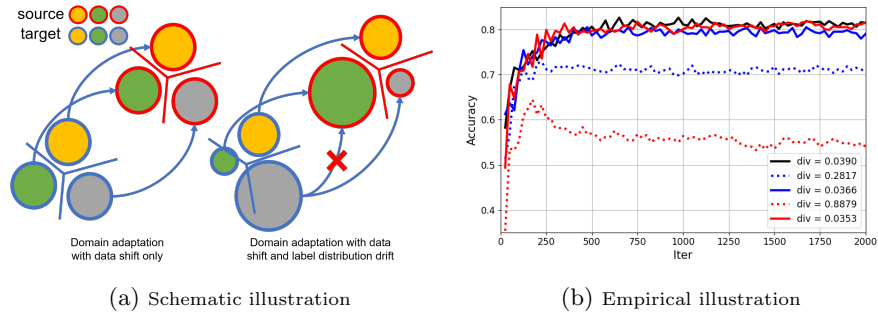 source
target
Domain adaptation
with data shift only
Domain adaptation with data
shift and label distribution drift
(a) Schematic illustration
Accuracy
0.8
0.7
0.6
0.5
0.4
0 250 500 750 1000 1250 1500 1750 2000
Iter
div = 0.0390
div = 0.2817
div = 0.0366
div = 0.8879
div = 0.0353
(b) Empirical illustration